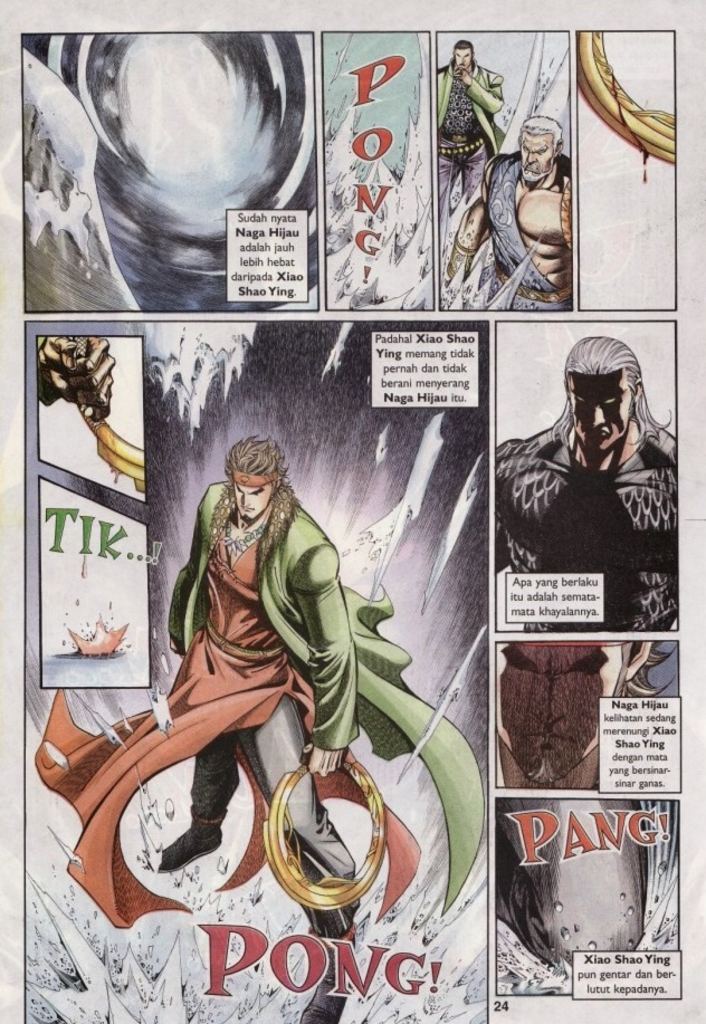 Sudah nyata
Naga Hijau
adalah jauh
lebih hebat
daripada Xiao
Shao Ying.
PONG!
Padahal Xiao Shao
Ying memang tidak
pernah dan tidak
berani menyerang
Naga Hijau itu.
TIK...!
PONG!
Apa yang berlaku
itu adalah semata-
mata khayalannya.
Naga Hijau
kelihatan sedang
merenungi Xiao
Shao Ying
dengan mata
yang bersinar-
sinar ganas.
PANG!
Xiao Shao Ying
pun gentar dan ber-
lutut kepadanya.
24